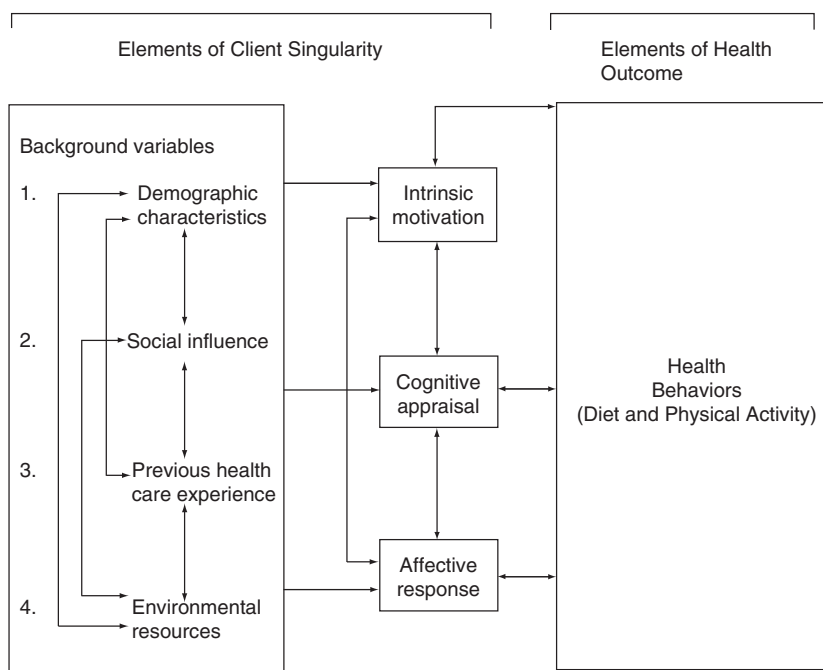 Elements of Client Singularity
Elements of Health
Outcome
Background variables
1.
Demographic
characteristics
2.
Social influence
3.
Previous health
care experience
4.
Environmental
resources
Intrinsic
motivation
Cognitive
appraisal
Affective
response
Health
Behaviors
(Diet and Physical Activity)